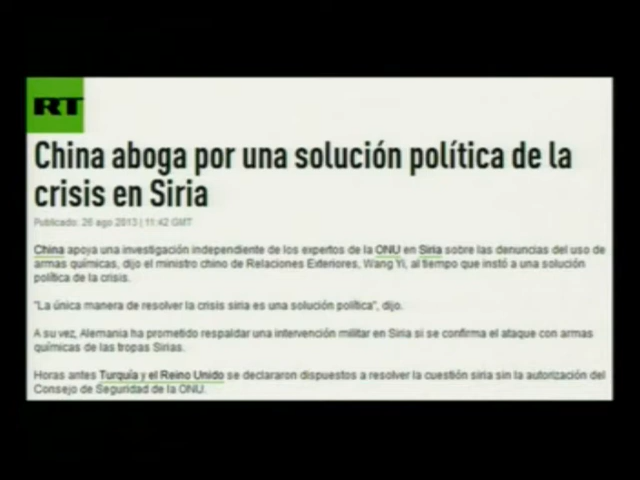 RT
China aboga por una solución política de la
crisis en Siria
Publicado: 26 ago 2013 | 11:42 GMT
China apoya una investigación independiente de los expertos de la ONU en Siria sobre las denuncias del uso de
armas químicas, dijo el ministro chino de Relaciones Exteriores, Wang Yi, al tiempo que instó a una solución
política de la crisis.
"La única manera de resolver la crisis siria es una solución política", dijo.
A su vez, Alemania ha prometido respaldar una intervención militar en Siria si se confirma el ataque con armas
químicas de las tropas Sirias.
Horas antes Turquía y el Reino Unido se declararon dispuestos a resolver la cuestión siria sin la autorización del
Consejo de Seguridad de la ONU.